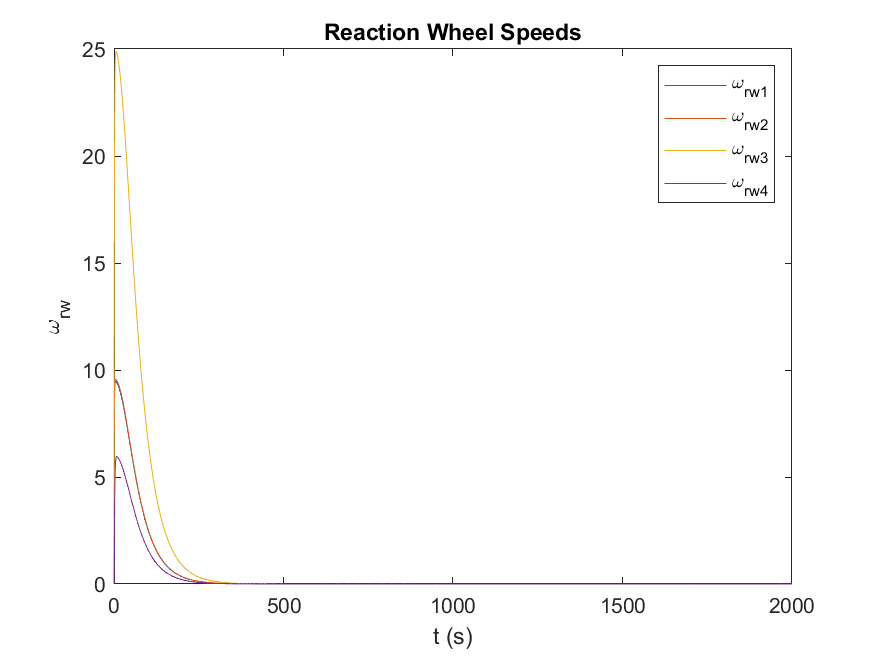 Reaction Wheel Speeds
25
20
15
10
5
0
ω_rw
0 500 1000 1500 2000
t (s)
ω_rw1
ω_rw2
ω_rw3
ω_rw4